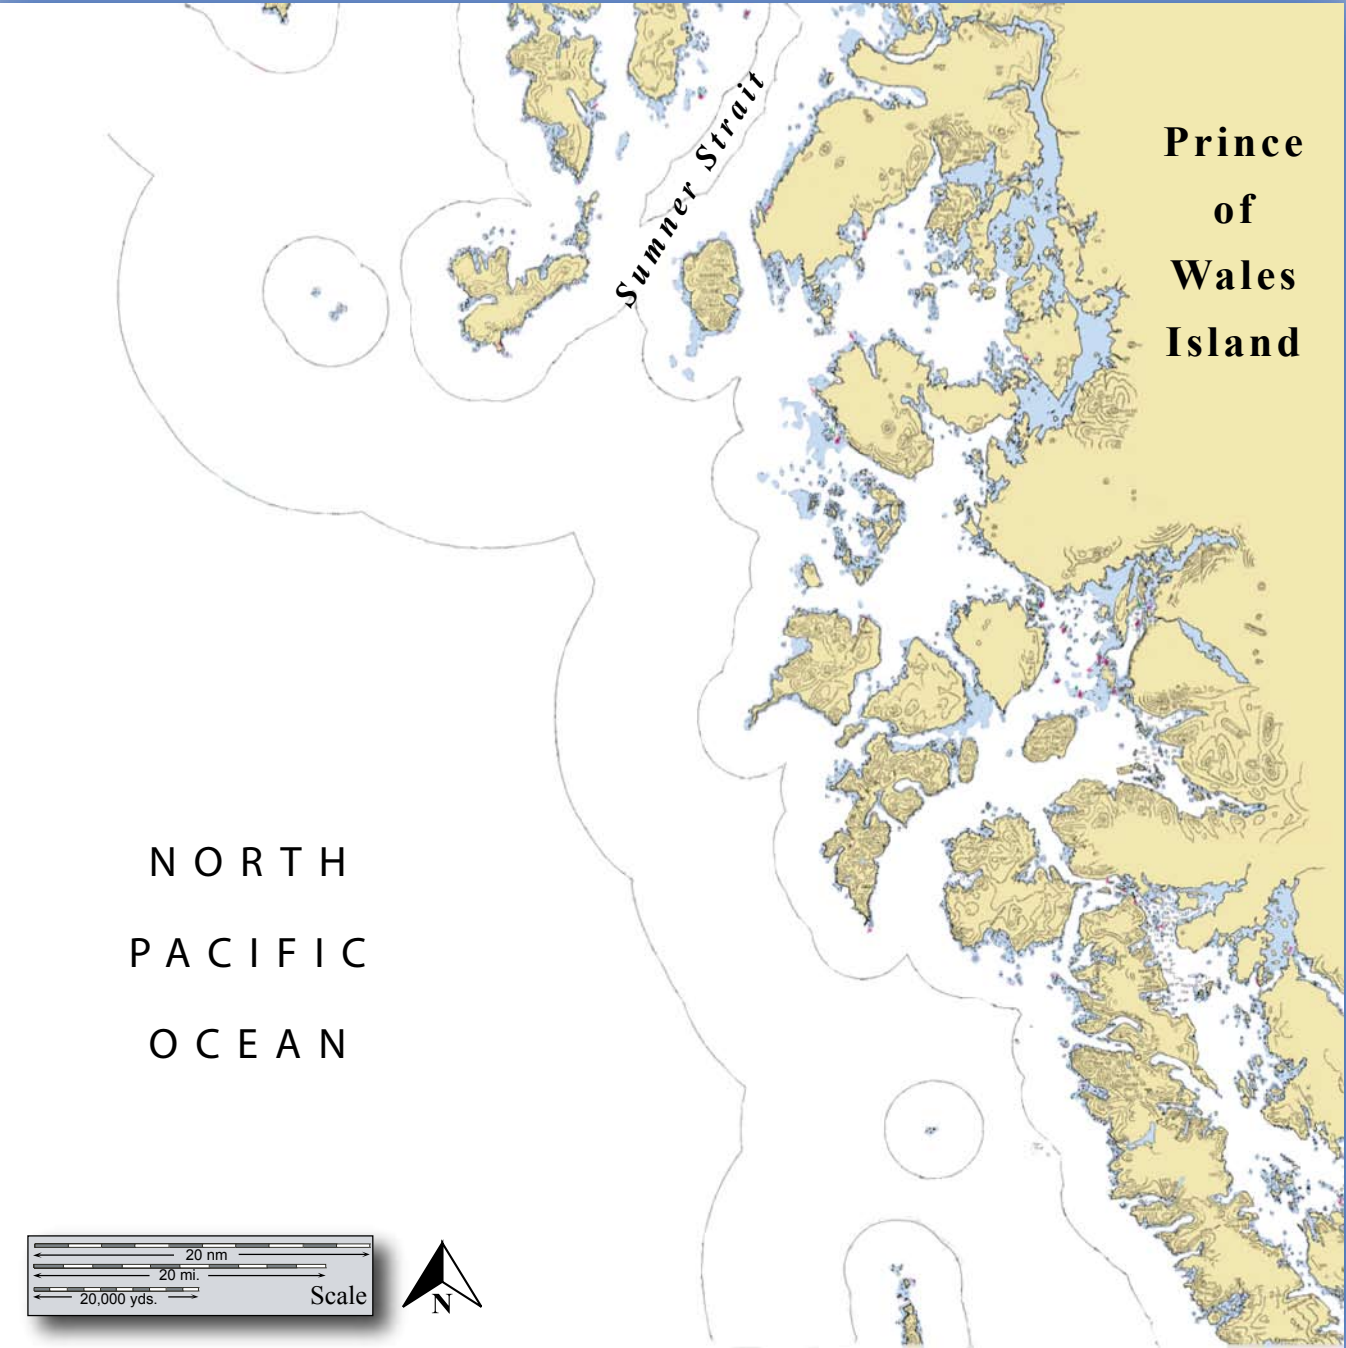 Sumner Strait
Prince
of
Wales
Island
NORTH
PACIFIC
OCEAN
20 nm
20 mi.
20,000 yds.
Scale
N